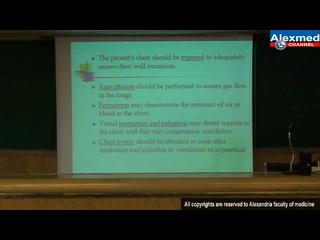 Alexmed
CHANNEL
The patient's chest should be exposed to adequately
assess chest wall excursion.
Auscultation should be performed to assure gas flow
in the lungs.
Percussion may demonstrate the presence of air or
blood in the chest.
Visual inspection and palpation may detect injuries to
the chest wall that may compromise ventilation.
Chest x-rays should be obtained as soon after
intubation and initiation of ventilation as is practical.
All copyrights are reserved to Alexandria faculty of medicine